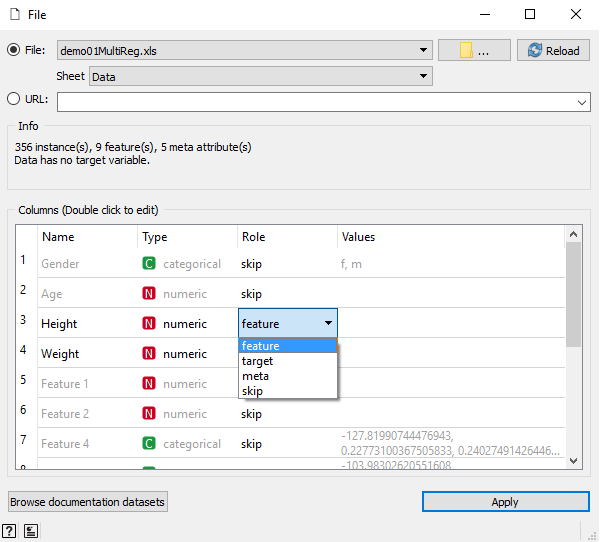 File
File: demo01MultiReg.xls ... Reload
Sheet Data
URL:
Info
356 instance(s), 9 feature(s), 5 meta attribute(s)
Data has no target variable.
Columns (Double click to edit)
Name Type Role Values
1 Gender C categorical skip f, m
2 Age N numeric skip
3 Height N numeric feature
4 Weight N numeric feature
target
5 Feature 1 N numeric meta
skip
6 Feature 2 N numeric skip
7 Feature 4 C categorical skip -127.81990744476943,
0.22773100367505833, 0.24027491426446...
-103.98302620551608
Browse documentation datasets Apply
?